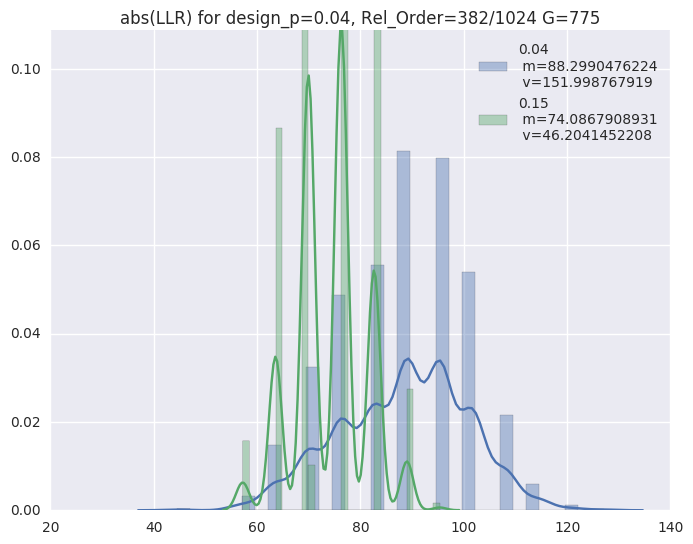 abs(LLR) for design_p=0.04, Rel_Order=382/1024 G=775
0.04
m=88.2990476224
v=151.998767919
0.15
m=74.0867908931
v=46.2041452208
0.10
0.08
0.06
0.04
0.02
0.00
20 40 60 80 100 120 140